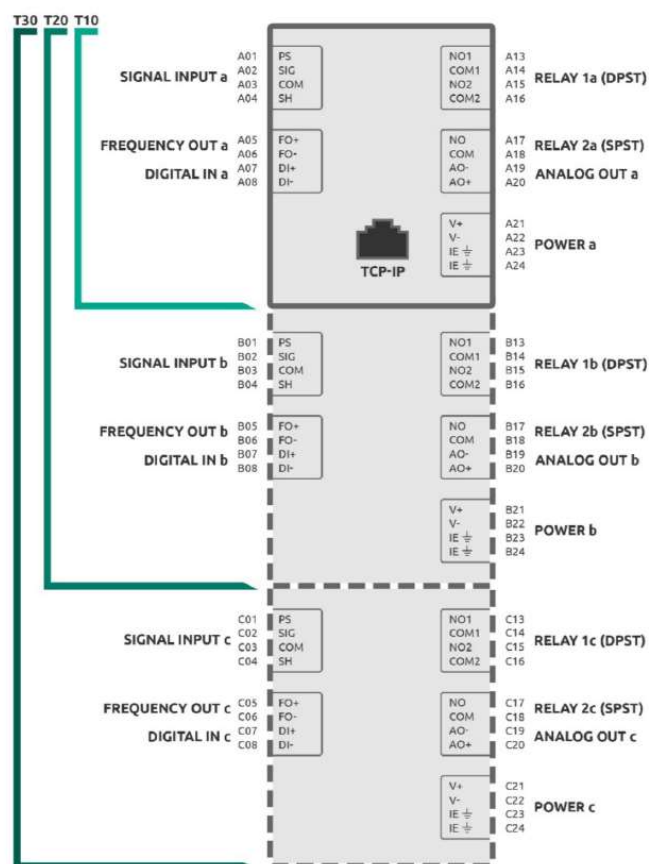 T30 T20 T10
SIGNAL INPUT a
A01 PS
A02 SIG
A03 COM
A04 SH
NO1 A13
COM1 A14
NO2 A15
COM2 A16
RELAY 1a (DPST)
FREQUENCY OUT a
DIGITAL IN a
A05 FO+
A06 FO-
A07 DI+
A08 DI-
NO A17
COM A18
AO- A19
AO+ A20
RELAY 2a (SPST)
ANALOG OUT a
TCP-IP
V+ A21
V- A22
IE A23
IE A24
POWER a
SIGNAL INPUT b
B01 PS
B02 SIG
B03 COM
B04 SH
NO1 B13
COM1 B14
NO2 B15
COM2 B16
RELAY 1b (DPST)
FREQUENCY OUT b
DIGITAL IN b
B05 FO+
B06 FO-
B07 DI+
B08 DI-
NO B17
COM B18
AO- B19
AO+ B20
RELAY 2b (SPST)
ANALOG OUT b
V+ B21
V- B22
IE B23
IE B24
POWER b
SIGNAL INPUT c
C01 PS
C02 SIG
C03 COM
C04 SH
NO1 C13
COM1 C14
NO2 C15
COM2 C16
RELAY 1c (DPST)
FREQUENCY OUT c
DIGITAL IN c
C05 FO+
C06 FO-
C07 DI+
C08 DI-
NO C17
COM C18
AO- C19
AO+ C20
RELAY 2c (SPST)
ANALOG OUT c
V+ C21
V- C22
IE C23
IE C24
POWER c